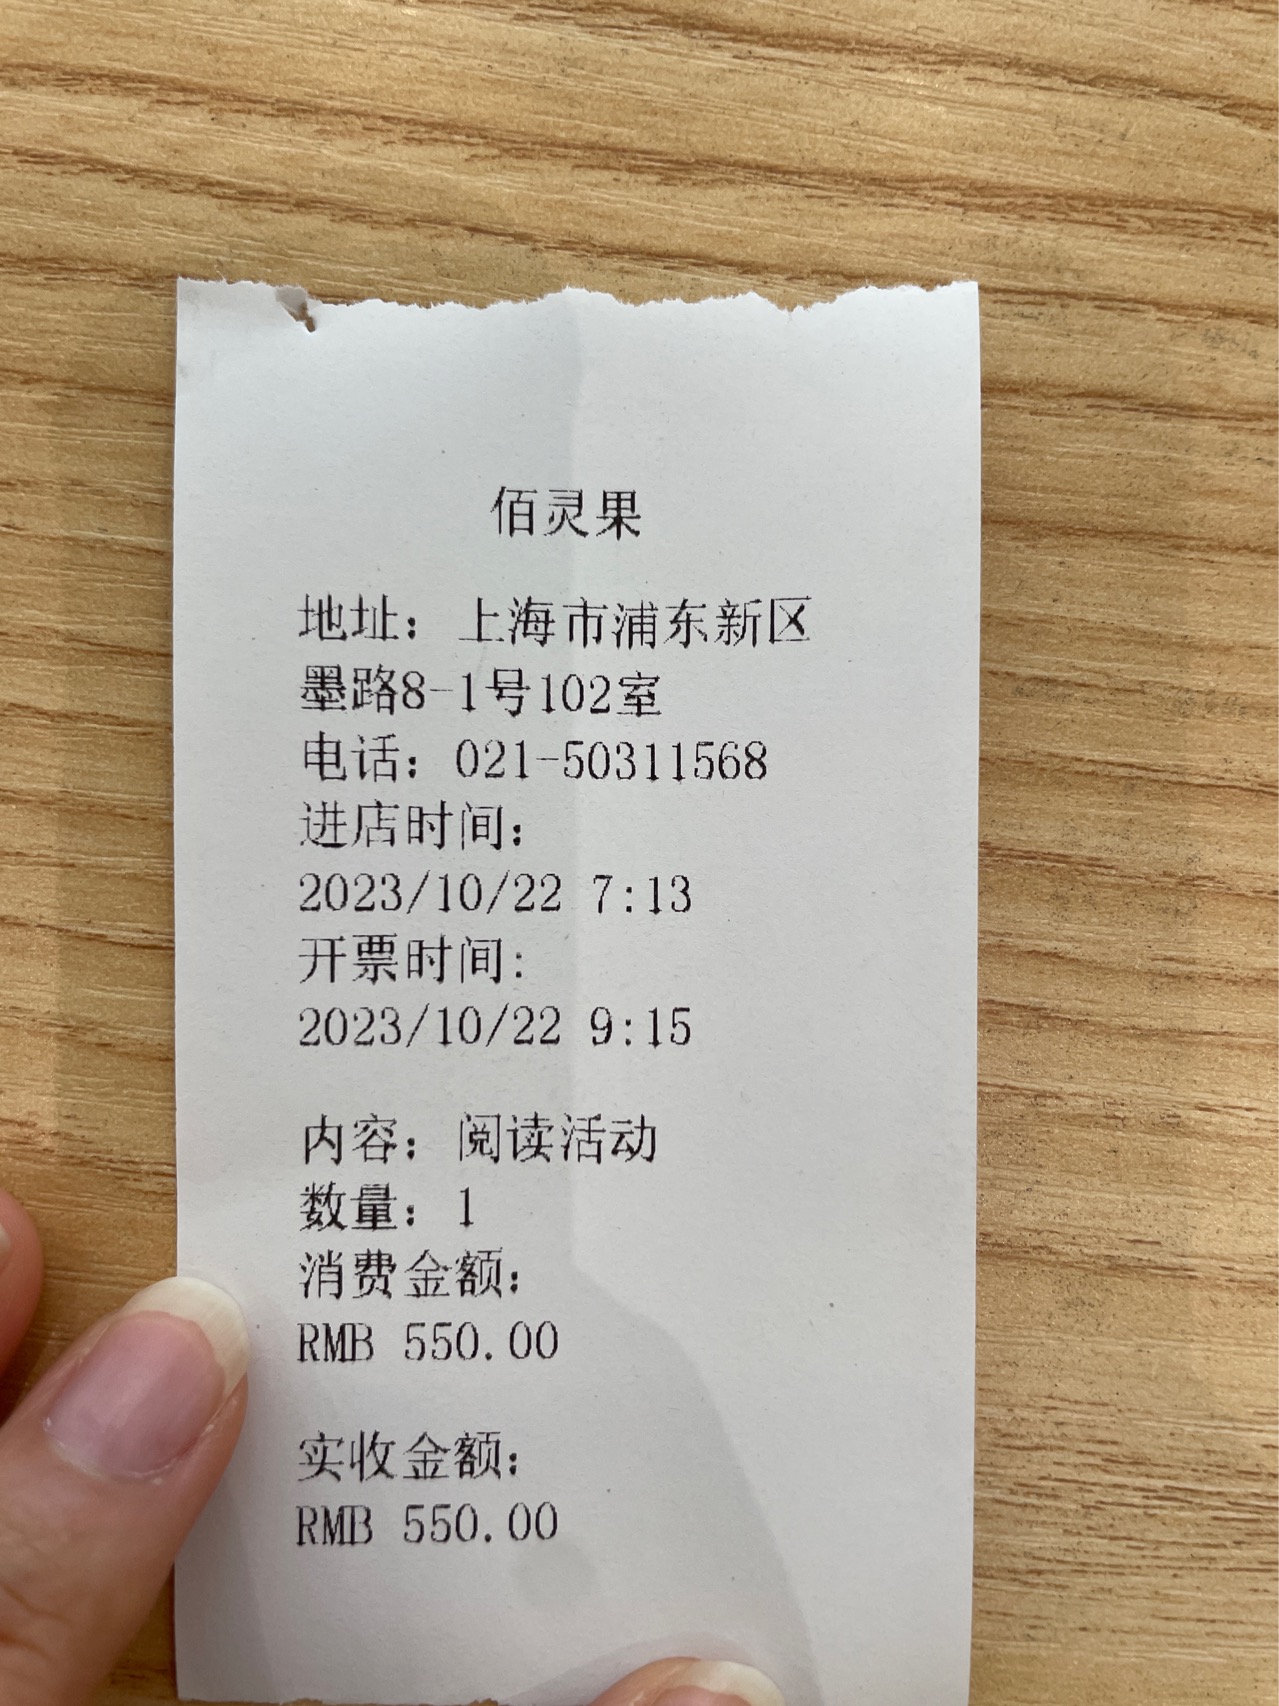 佰灵果
地址：上海市浦东新区
墨路8-1号102室
电话：021-50311568
进店时间：
2023/10/22 7:13
开票时间:
2023/10/22 9:15
内容：阅读活动
数量：1
消费金额：
RMB 550.00
实收金额：
RMB 550.00